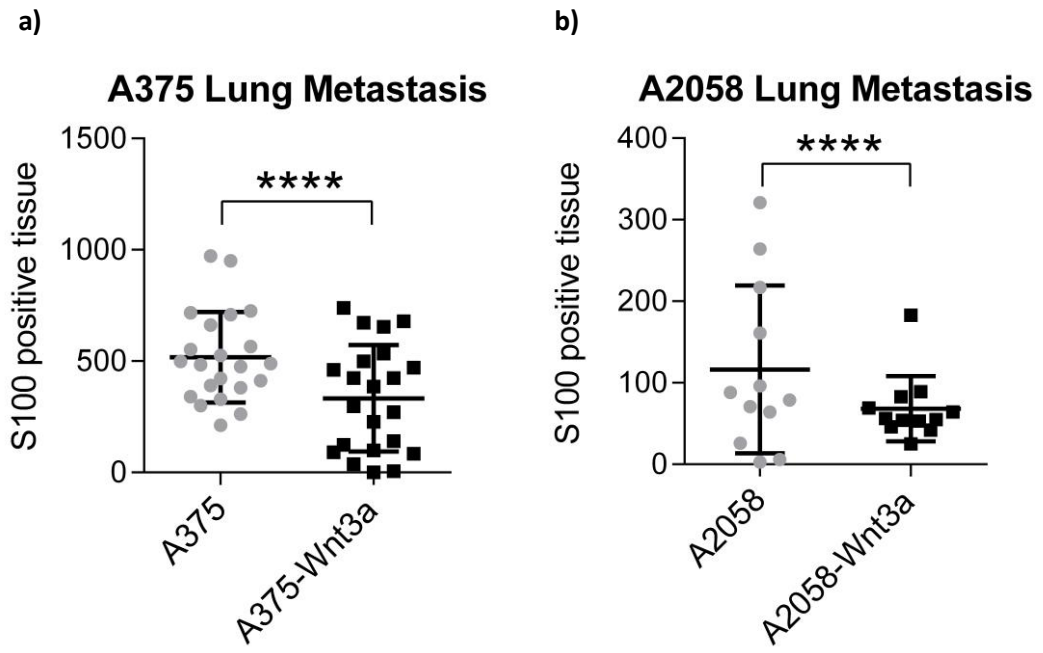 a)
A375 Lung Metastasis
S100 positive tissue
1500
1000
500
0
****
A375
A375-Wnt3a
b)
A2058 Lung Metastasis
S100 positive tissue
400
300
200
100
0
****
A2058
A2058-Wnt3a